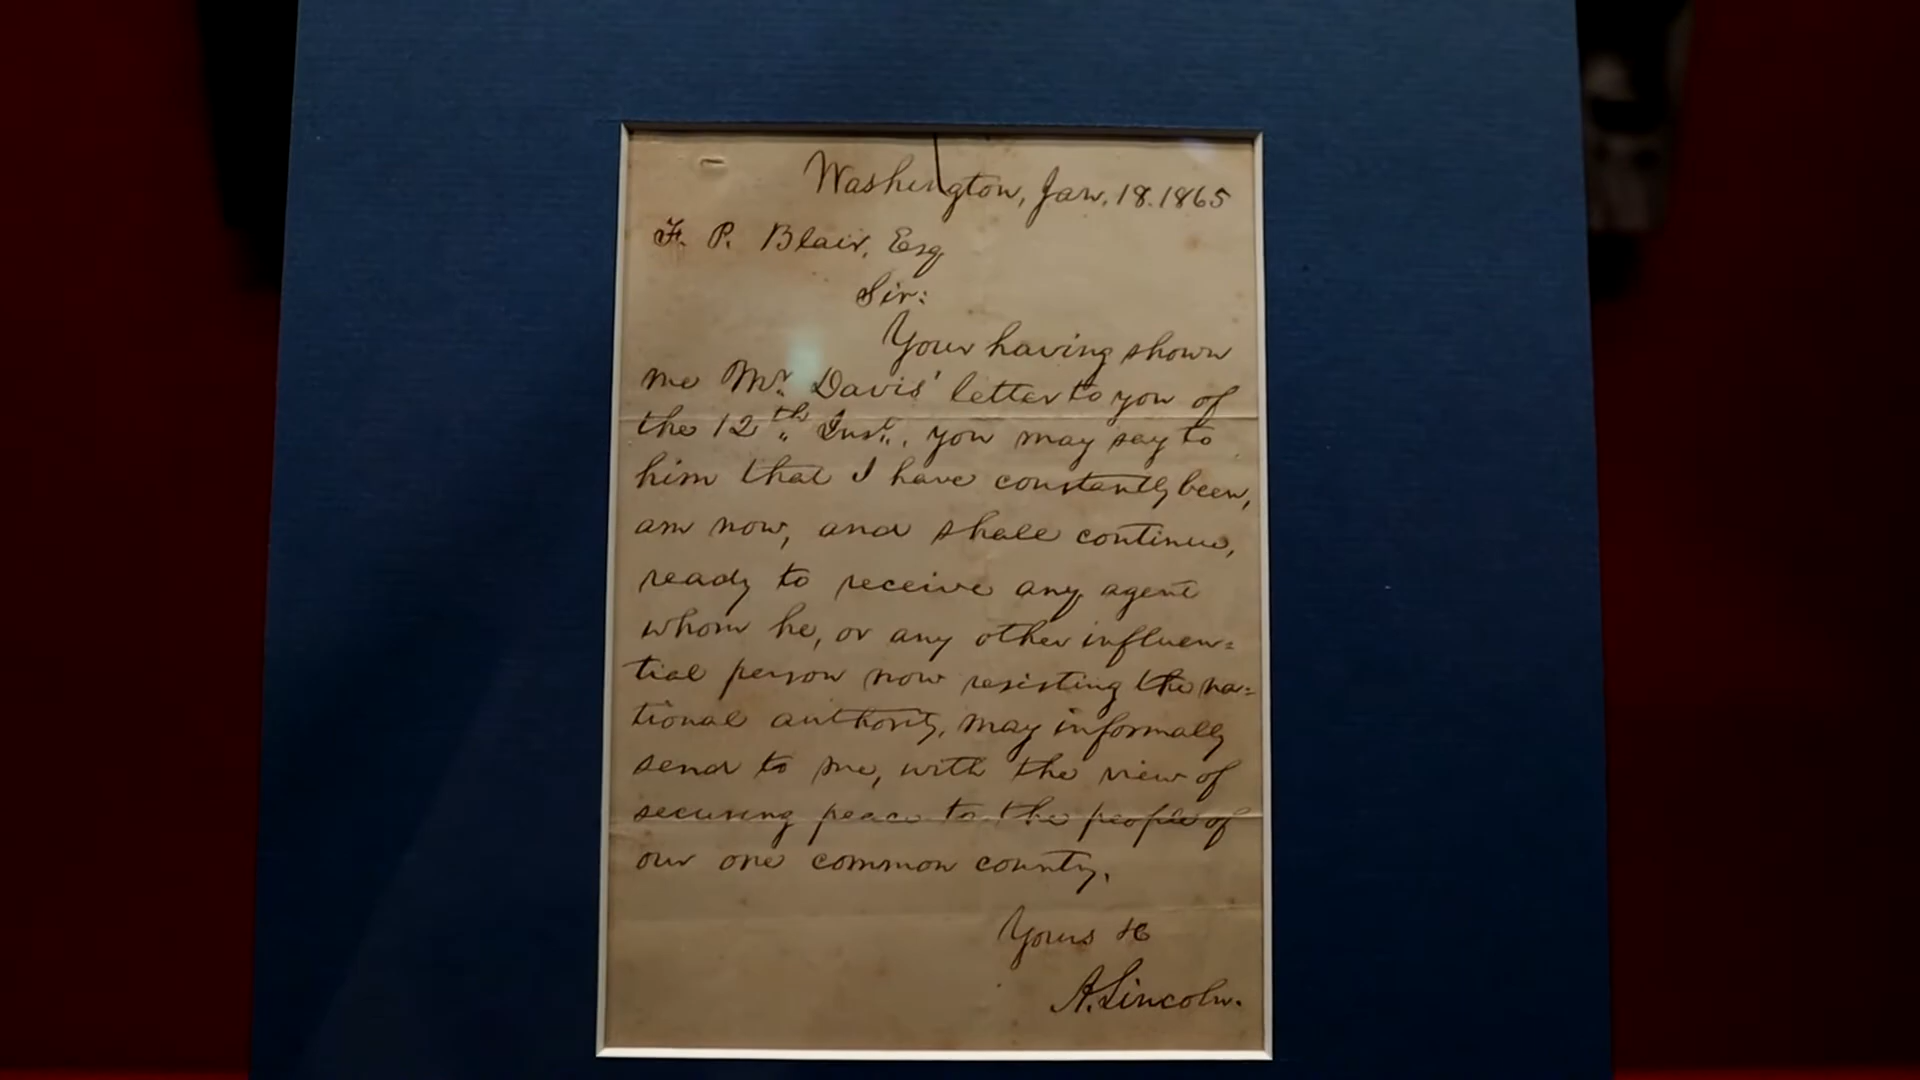 Washington, Jan. 18. 1865
F. P. Blair, Esq
Sir:
Your having shown
me Mr. Davis' letter to you of
the 12th Inst., you may say to
him that I have constantly been,
am now, and shall continue,
ready to receive any agent
whom he, or any other influen=
tial person now resisting the na=
tional authority, may informally
send to me, with the view of
securing peace to the people of
our one common country.
Yours &c
A. Lincoln.